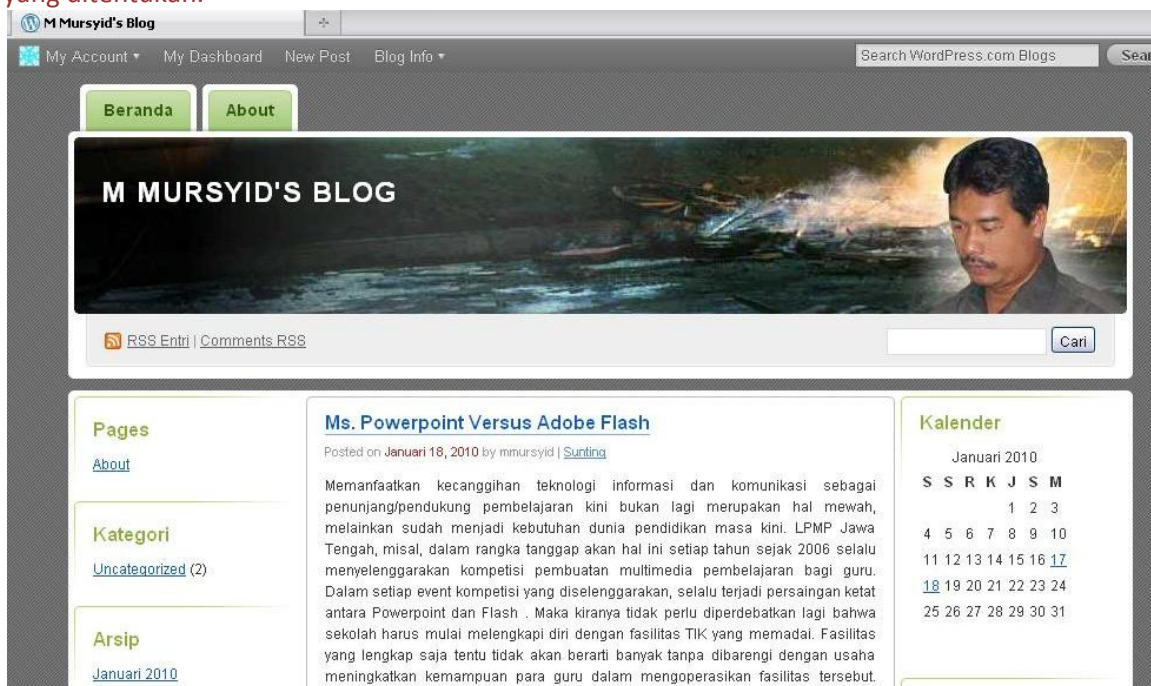 yang ditentukan.
M Mursyid's Blog
My Account My Dashboard New Post Blog Info Search WordPress.com Blogs
Beranda About
M MURSYID'S BLOG
RSS Entri | Comments RSS Cari
Pages
About
Kategori
Uncategorized (2)
Arsip
Januari 2010
Ms. Powerpoint Versus Adobe Flash
Posted on Januari 18, 2010 by mmursyid | Sunting
Memanfaatkan kecanggihan teknologi informasi dan komunikasi sebagai
penunjang/pendukung pembelajaran kini bukan lagi merupakan hal mewah,
melainkan sudah menjadi kebutuhan dunia pendidikan masa kini. LPMP Jawa
Tengah, misal, dalam rangka tanggap akan hal ini setiap tahun sejak 2006 selalu
menyelenggarakan kompetisi pembuatan multimedia pembelajaran bagi guru.
Dalam setiap event kompetisi yang diselenggarakan, selalu terjadi persaingan ketat
antara Powerpoint dan Flash . Maka kiranya tidak perlu diperdebatkan lagi bahwa
sekolah harus mulai melengkapi diri dengan fasilitas TIK yang memadai. Fasilitas
yang lengkap saja tentu tidak akan berarti banyak tanpa dibarengi dengan usaha
meningkatkan kemampuan para guru dalam mengoperasikan fasilitas tersebut.
Kalender
Januari 2010
S S R K J S M
1 2 3
4 5 6 7 8 9 10
11 12 13 14 15 16 17
18 19 20 21 22 23 24
25 26 27 28 29 30 31